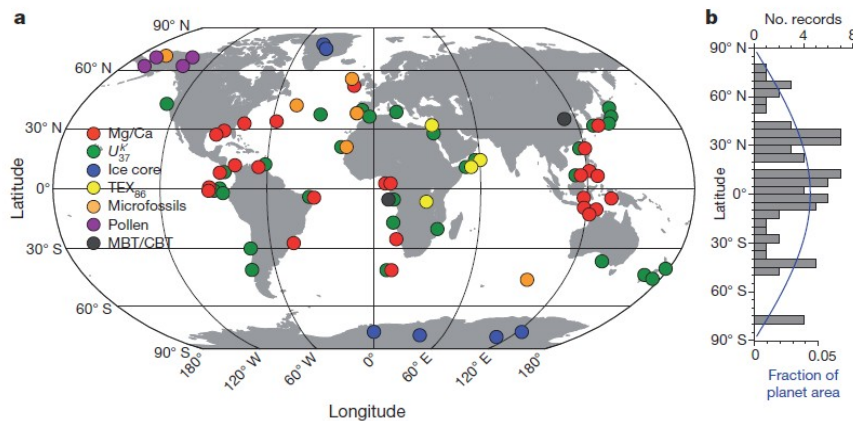 a
90° N
60° N
30° N
0°
30° S
60° S
90° S
Latitude
Mg/Ca
U37^k′
Ice core
TEX86
Microfossils
Pollen
MBT/CBT
180°
120° W
60° W
0°
60° E
120° E
180°
Longitude
b
No. records
0 4 8
90° N
60° N
30° N
0°
30° S
60° S
90° S
Latitude
0 0.05
Fraction of
planet area